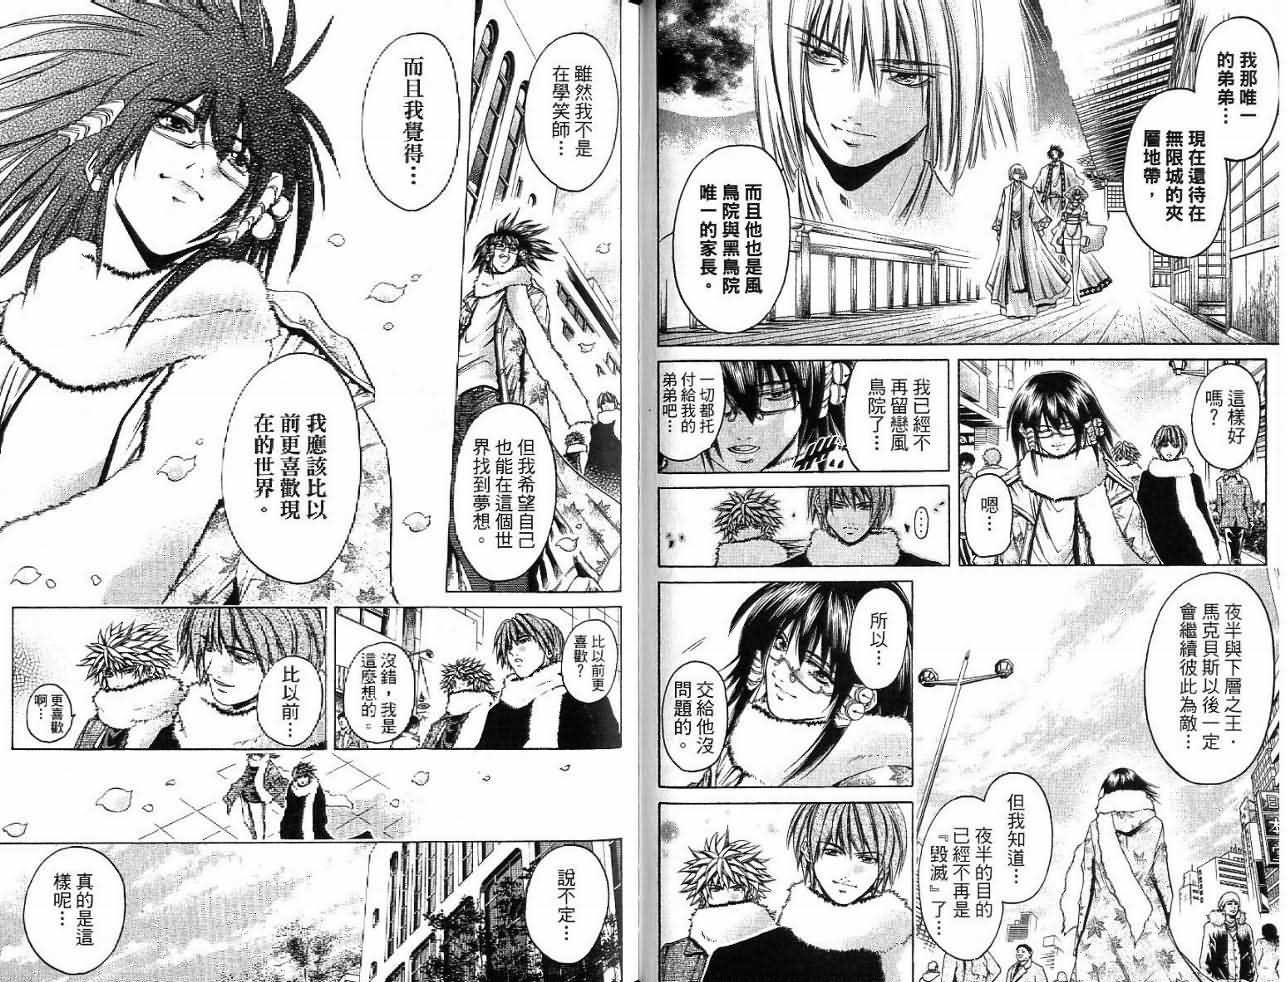 我那唯一
的弟弟…
現在還待在
無限城的夾
層地帶，
而且他也是風
鳥院與黑鳥院
唯一的家長。
這樣好
嗎？
嗯…
我已經不
再留戀風
鳥院了…
一切都托
付給我的
弟弟吧…
…
夜半與下層之王．
馬克貝斯以後一定
會繼續彼此為敵…
但我知道…
夜半的目的
已經不再是
『毀滅』了…
所以…
交給他沒
問題的。
雖然我不是
在學笑師…
而且我覺得…
但我希望自己
也能在這個世
界找到夢想。
我應該比以
前更喜歡現
在的世界。
比以前更
喜歡？
沒錯，我是
這麼想的。
比以前…
更喜歡
啊…
說不定…
真的是這
樣呢…